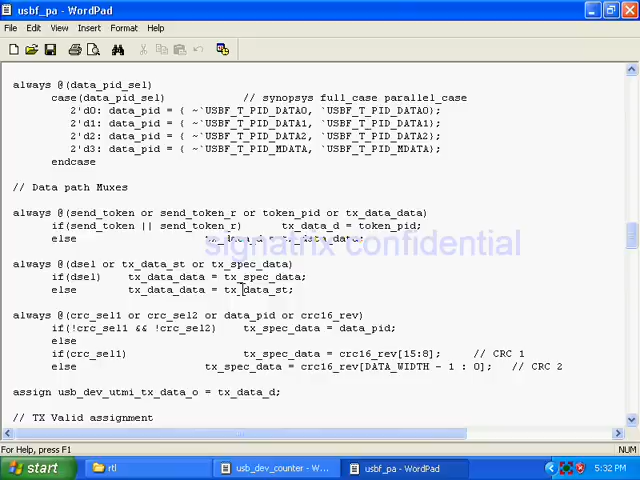 usbf_pa - WordPad
File Edit View Insert Format Help
always @(data_pid_sel)
case(data_pid_sel) // synopsys full_case parallel_case
2'd0: data_pid = { ~`USBF_T_PID_DATA0, `USBF_T_PID_DATA0};
2'd1: data_pid = { ~`USBF_T_PID_DATA1, `USBF_T_PID_DATA1};
2'd2: data_pid = { ~`USBF_T_PID_DATA2, `USBF_T_PID_DATA2};
2'd3: data_pid = { ~`USBF_T_PID_MDATA, `USBF_T_PID_MDATA};
endcase
// Data path Muxes
always @(send_token or send_token_r or token_pid or tx_data_data)
if(send_token || send_token_r) tx_data_d = token_pid;
else tx_data_d = tx_data_data;
signatrix confidential
always @(dsel or tx_data_st or tx_spec_data)
if(dsel) tx_data_data = tx_spec_data;
else tx_data_data = tx_data_st;
always @(crc_sel1 or crc_sel2 or data_pid or crc16_rev)
if(!crc_sel1 && !crc_sel2) tx_spec_data = data_pid;
else
if(crc_sel1) tx_spec_data = crc16_rev[15:8]; // CRC 1
else tx_spec_data = crc16_rev[DATA_WIDTH - 1 : 0]; // CRC 2
assign usb_dev_utmi_tx_data_o = tx_data_d;
// TX Valid assignment
For Help, press F1 NUM
start rtl usb_dev_counter - W... usbf_pa - WordPad 5:32 PM